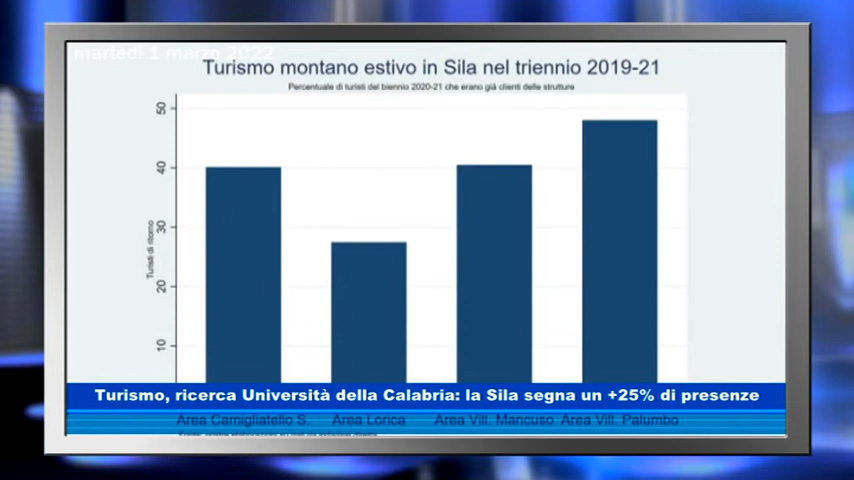 martedì 1 marzo 2022
Turismo montano estivo in Sila nel triennio 2019-21
Percentuale di turisti del biennio 2020-21 che erano già clienti delle strutture
50
40
30
20
10
Turisti di ritorno
Turismo, ricerca Università della Calabria: la Sila segna un +25% di presenze
Area Camigliatello S. Area Lorica Area Vill. Mancuso Area Vill. Palumbo